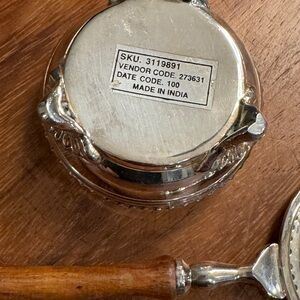 SKU. 3119891
VENDOR CODE. 273631
DATE CODE. 100
MADE IN INDIA